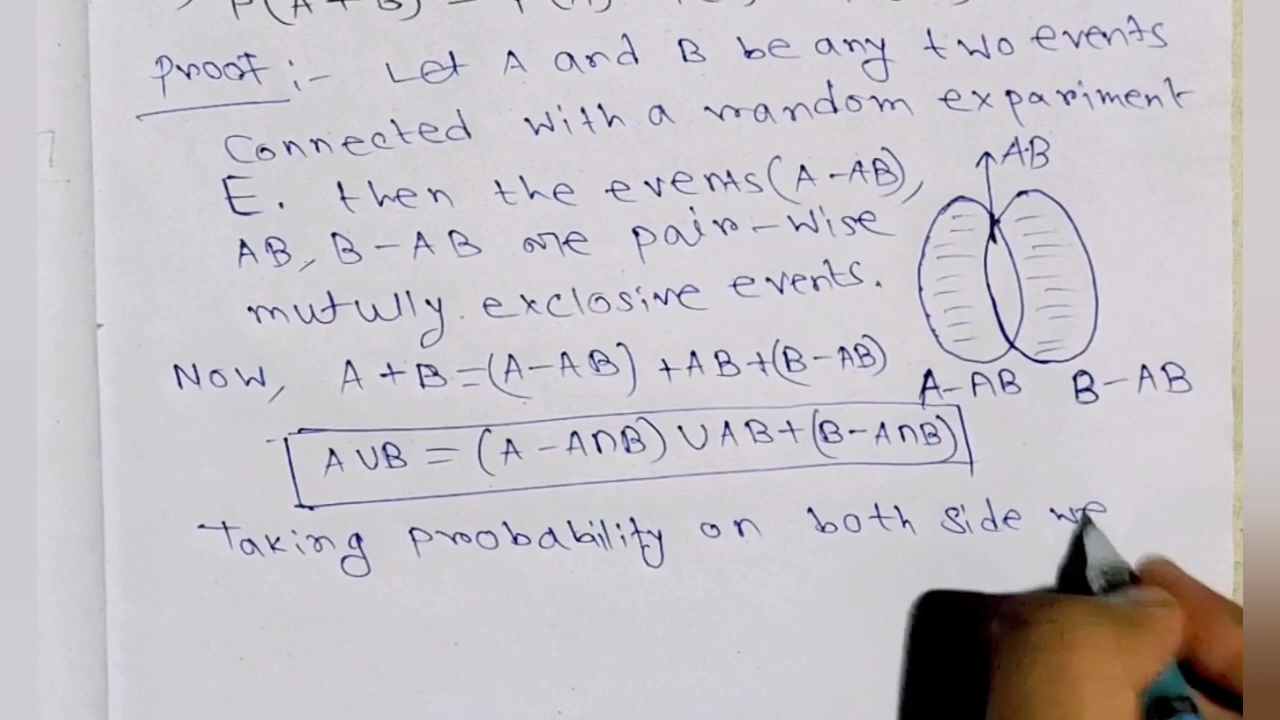 P(A+B) =
Proof :- Let A and B be any two events
Connected with a random expariment
E. then the events (A-AB),
AB, B-AB are pair-wise
mutully exclosive events.
AB
A-AB B-AB
Now, A+B=(A-AB)+AB+(B-AB)
A∪B = (A-A∩B)∪AB+(B-A∩B)
Taking probability on both side we